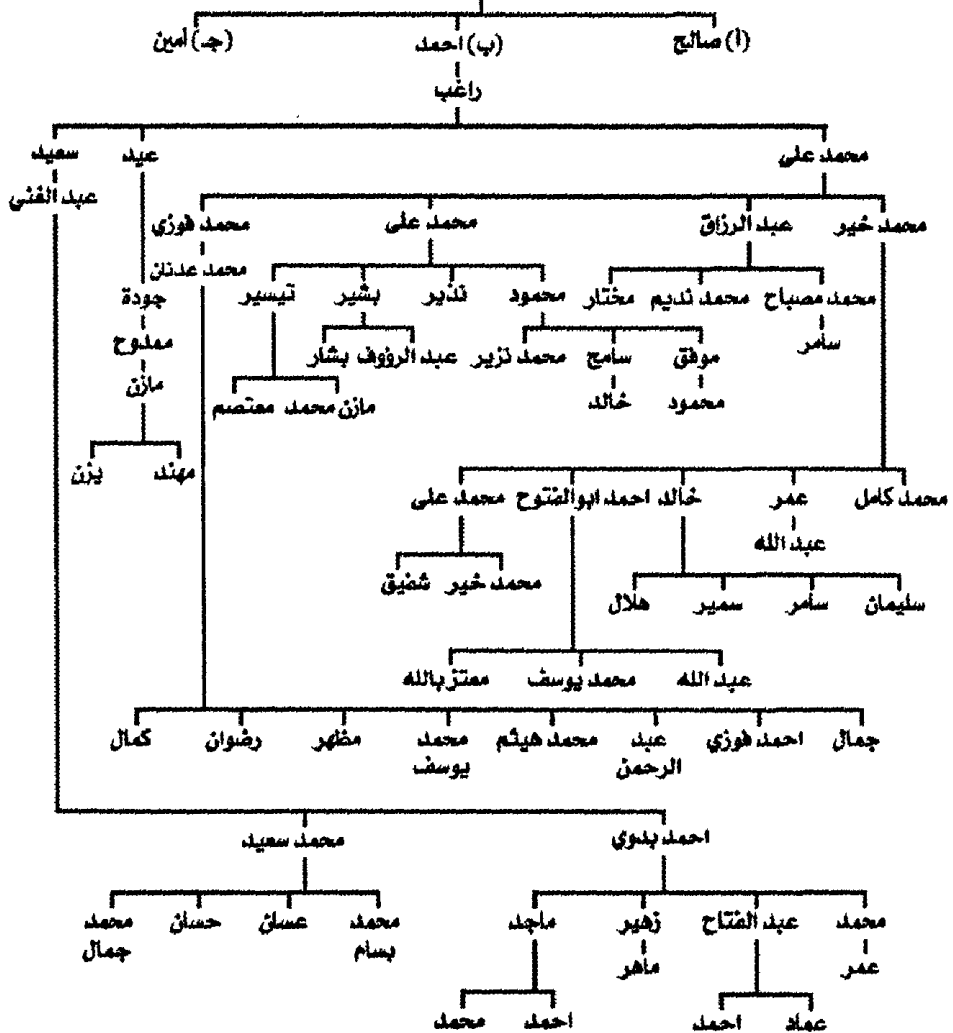 (أ) صالح (ب) احمد (جـ) أمين
راغب
محمد على عيد سعيد
عبد الغني
محمد خير عبد الرزاق محمد على محمد فوزي
محمد عدنان
محمد مصباح محمد نديم مختار محمود نذير بشير تيسير جودة
سامر ممدوح
موفق سامح محمد نزير عبد الرؤوف بشار
مازن
محمود خالد مازن محمد معتصم
مهند يزن
محمد كامل عمر خالد احمد ابوالفتوح محمد على
عبد الله
محمد خير شفيق
سليمان سامر سمير هلال
عبد الله محمد يوسف معتز بالله
جمال احمد فوزي عبد محمد هيثم محمد مظهر رضوان كمال
الرحمن يوسف
احمد بدوي محمد سعيد
محمد عبد الفتاح زهير ماجد محمد غسان حسان محمد
عمر ماهر بسام جمال
عماد احمد احمد محمد